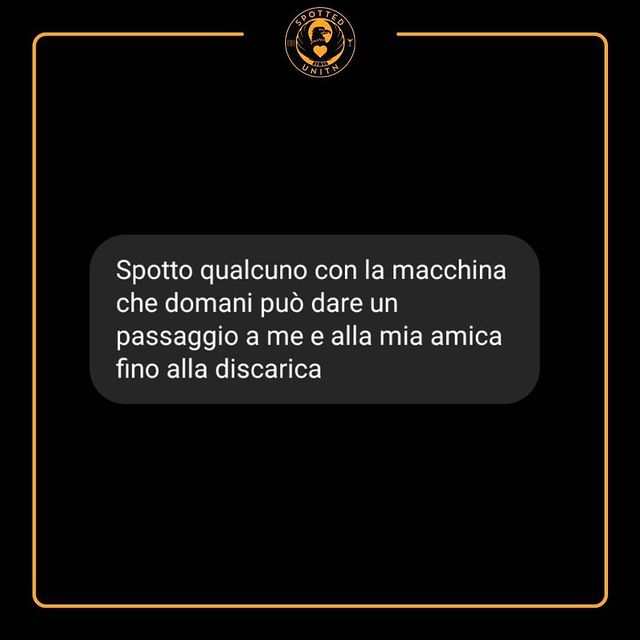 SPOTTED
UNITN
Spotto qualcuno con la macchina
che domani può dare un
passaggio a me e alla mia amica
fino alla discarica